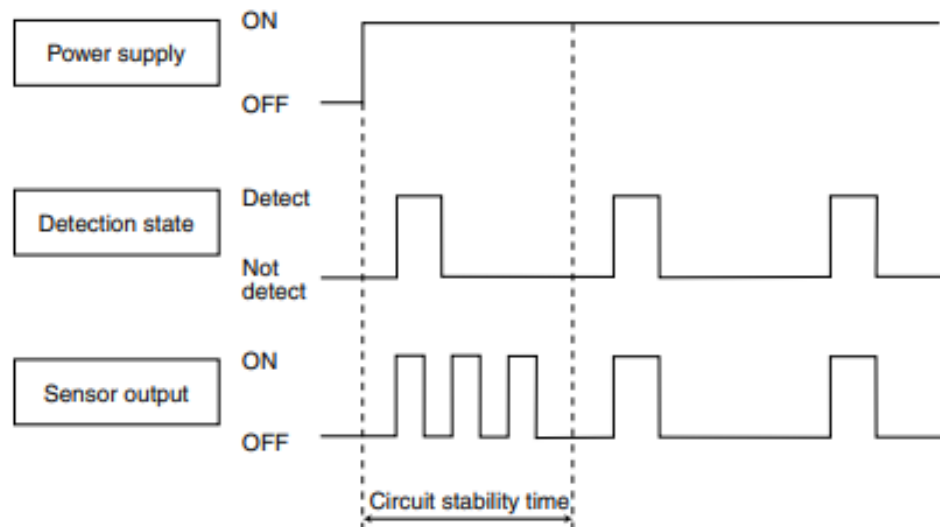 Power supply
ON
OFF
Detection state
Detect
Not
detect
Sensor output
ON
OFF
Circuit stability time